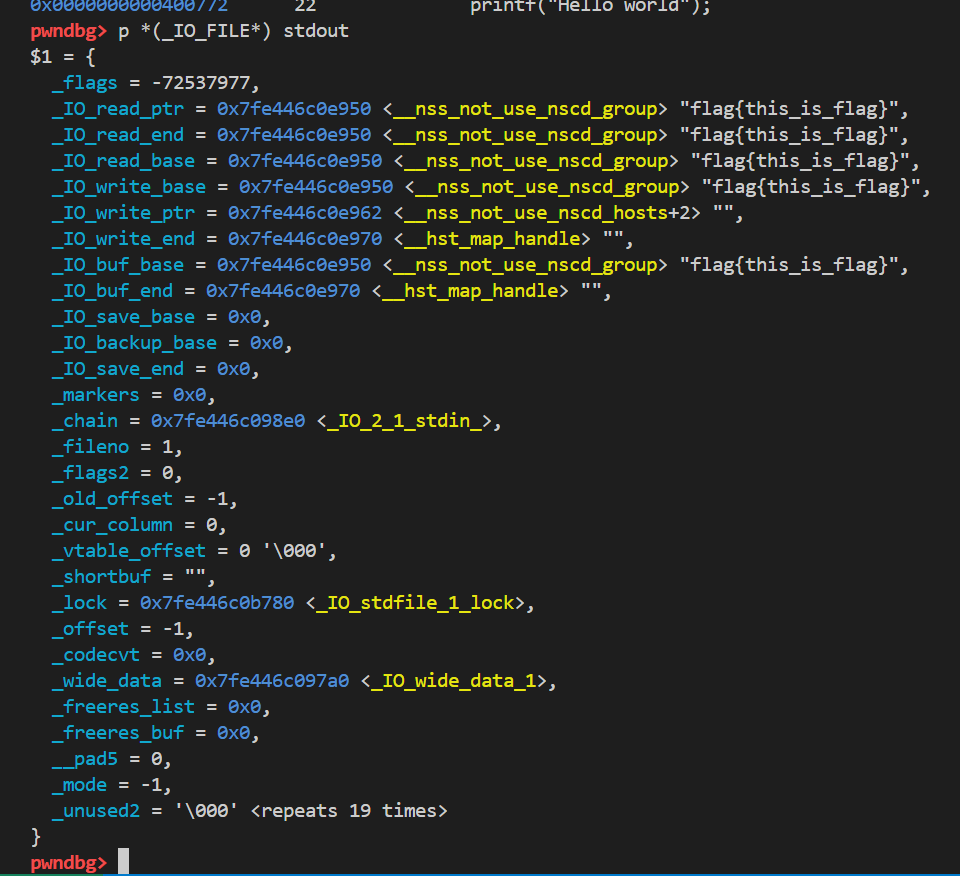 0x0000000000400772      22              printf("Hello world");
pwndbg> p *(_IO_FILE*) stdout
$1 = {
  _flags = -72537977,
  _IO_read_ptr = 0x7fe446c0e950 <__nss_not_use_nscd_group> "flag{this_is_flag}",
  _IO_read_end = 0x7fe446c0e950 <__nss_not_use_nscd_group> "flag{this_is_flag}",
  _IO_read_base = 0x7fe446c0e950 <__nss_not_use_nscd_group> "flag{this_is_flag}",
  _IO_write_base = 0x7fe446c0e950 <__nss_not_use_nscd_group> "flag{this_is_flag}",
  _IO_write_ptr = 0x7fe446c0e962 <__nss_not_use_nscd_hosts+2> "",
  _IO_write_end = 0x7fe446c0e970 <__hst_map_handle> "",
  _IO_buf_base = 0x7fe446c0e950 <__nss_not_use_nscd_group> "flag{this_is_flag}",
  _IO_buf_end = 0x7fe446c0e970 <__hst_map_handle> "",
  _IO_save_base = 0x0,
  _IO_backup_base = 0x0,
  _IO_save_end = 0x0,
  _markers = 0x0,
  _chain = 0x7fe446c098e0 <_IO_2_1_stdin_>,
  _fileno = 1,
  _flags2 = 0,
  _old_offset = -1,
  _cur_column = 0,
  _vtable_offset = 0 '\000',
  _shortbuf = "",
  _lock = 0x7fe446c0b780 <_IO_stdfile_1_lock>,
  _offset = -1,
  _codecvt = 0x0,
  _wide_data = 0x7fe446c097a0 <_IO_wide_data_1>,
  _freeres_list = 0x0,
  _freeres_buf = 0x0,
  __pad5 = 0,
  _mode = -1,
  _unused2 = '\000' <repeats 19 times>
}
pwndbg>